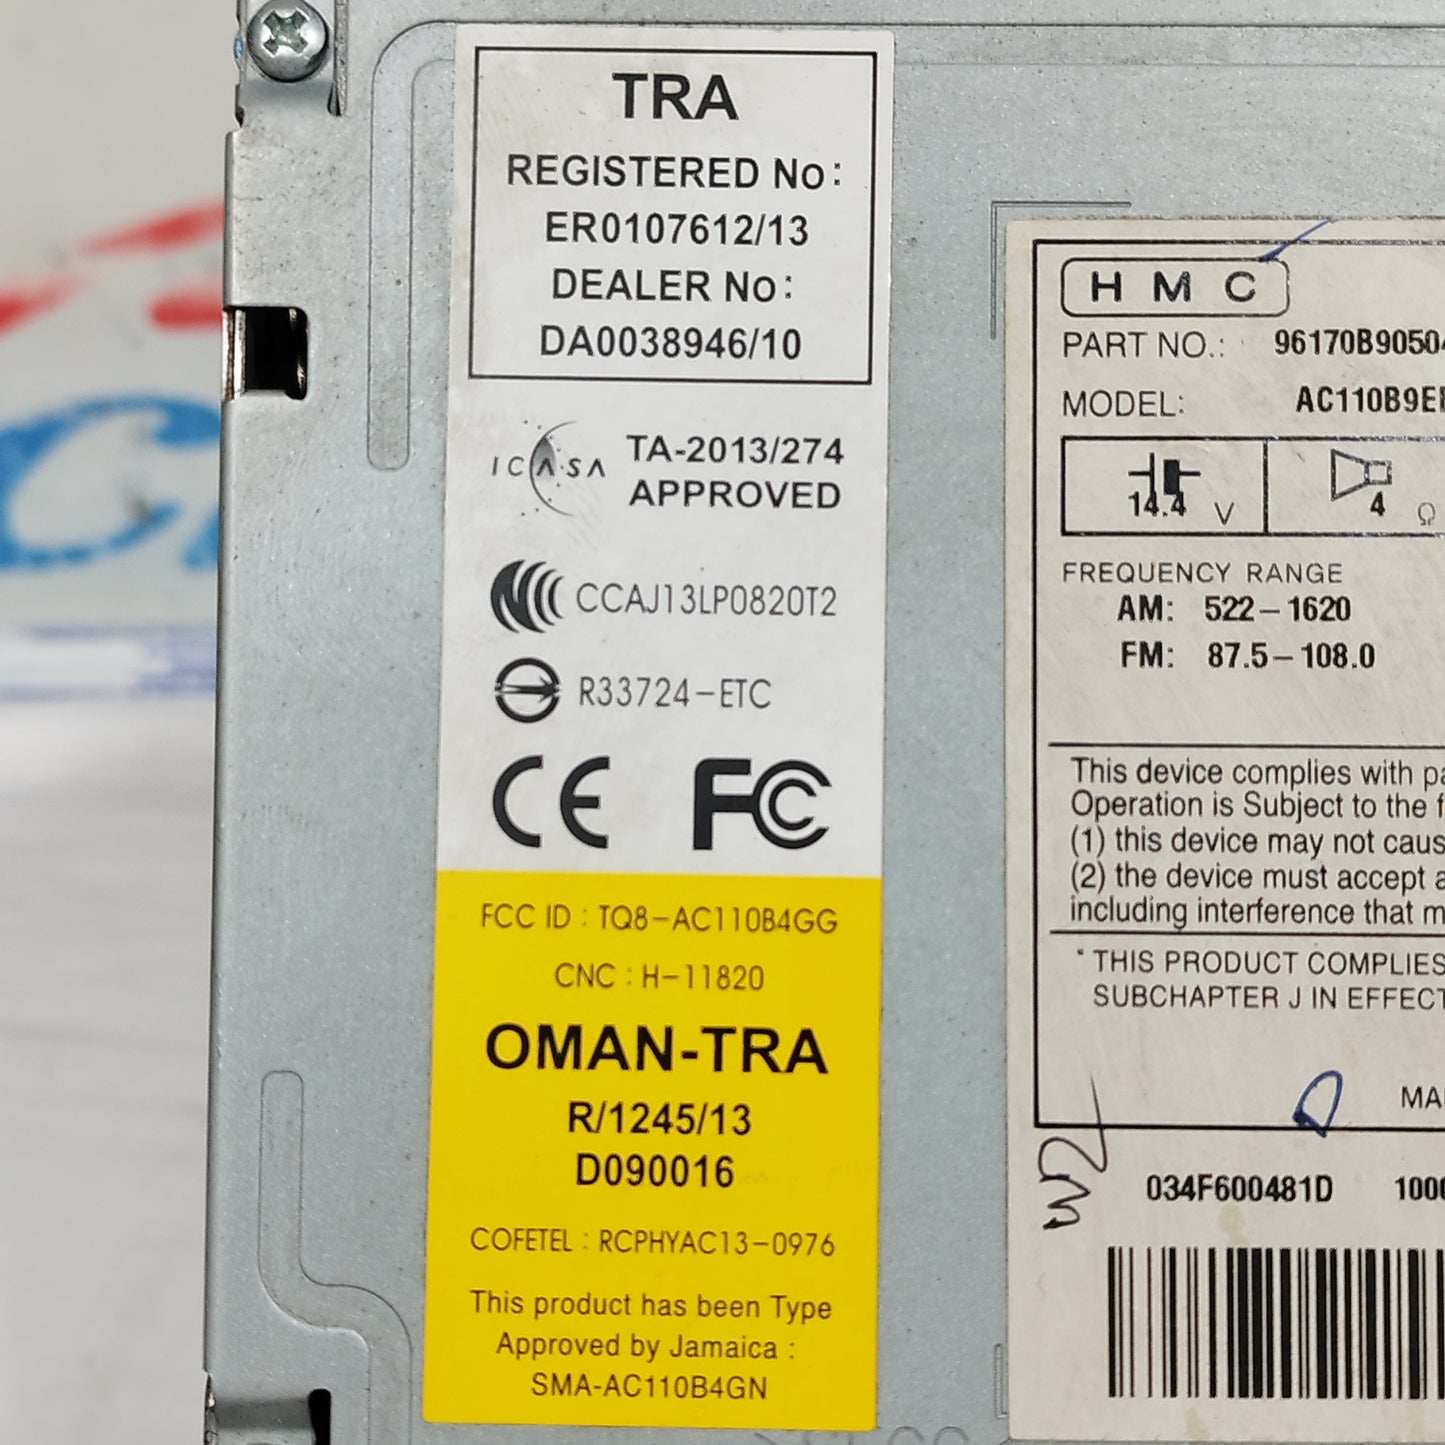 TRA
REGISTERED No:
ER0107612/13
DEALER No:
DA0038946/10
ICASA TA-2013/274
APPROVED
CCAJ13LP0820T2
R33724-ETC
CE FC
FCC ID : TQ8-AC110B4GG
CNC : H-11820
OMAN-TRA
R/1245/13
D090016
COFETEL : RCPHYAC13-0976
This product has been Type
Approved by Jamaica :
SMA-AC110B4GN
HMC
PART NO.: 96170B9050
MODEL: AC110B9E
14.4 V 4 Ω
FREQUENCY RANGE
AM: 522-1620
FM: 87.5-108.0
This device complies with
Operation is Subject to the
(1) this device may not
(2) the device must accept
including interference that
* THIS PRODUCT COMPLIES
SUBCHAPTER J IN EFFECT
MA
034F600481D 100